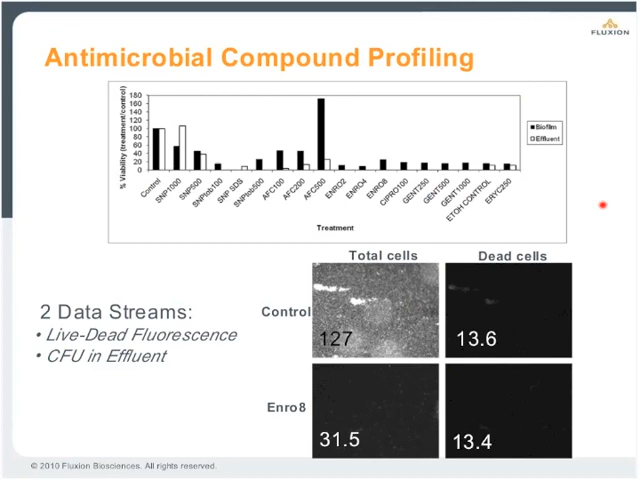 FLUXION
Antimicrobial Compound Profiling
% Viability (treatment/control)
180
160
140
120
100
80
60
40
20
0
Control
SNP1000
SNP500
SNPtob100
SNP SDS
SNPtob500
AFC100
AFC200
AFC500
ENRO2
ENRO4
ENRO8
CIPRO100
GENT250
GENT500
GENT1000
ETOH CONTROL
ERYC250
Biofilm
Effluent
Treatment
Total cells
Dead cells
2 Data Streams:
• Live-Dead Fluorescence
• CFU in Effluent
Control
127
13.6
Enro8
31.5
13.4
© 2010 Fluxion Biosciences. All rights reserved.